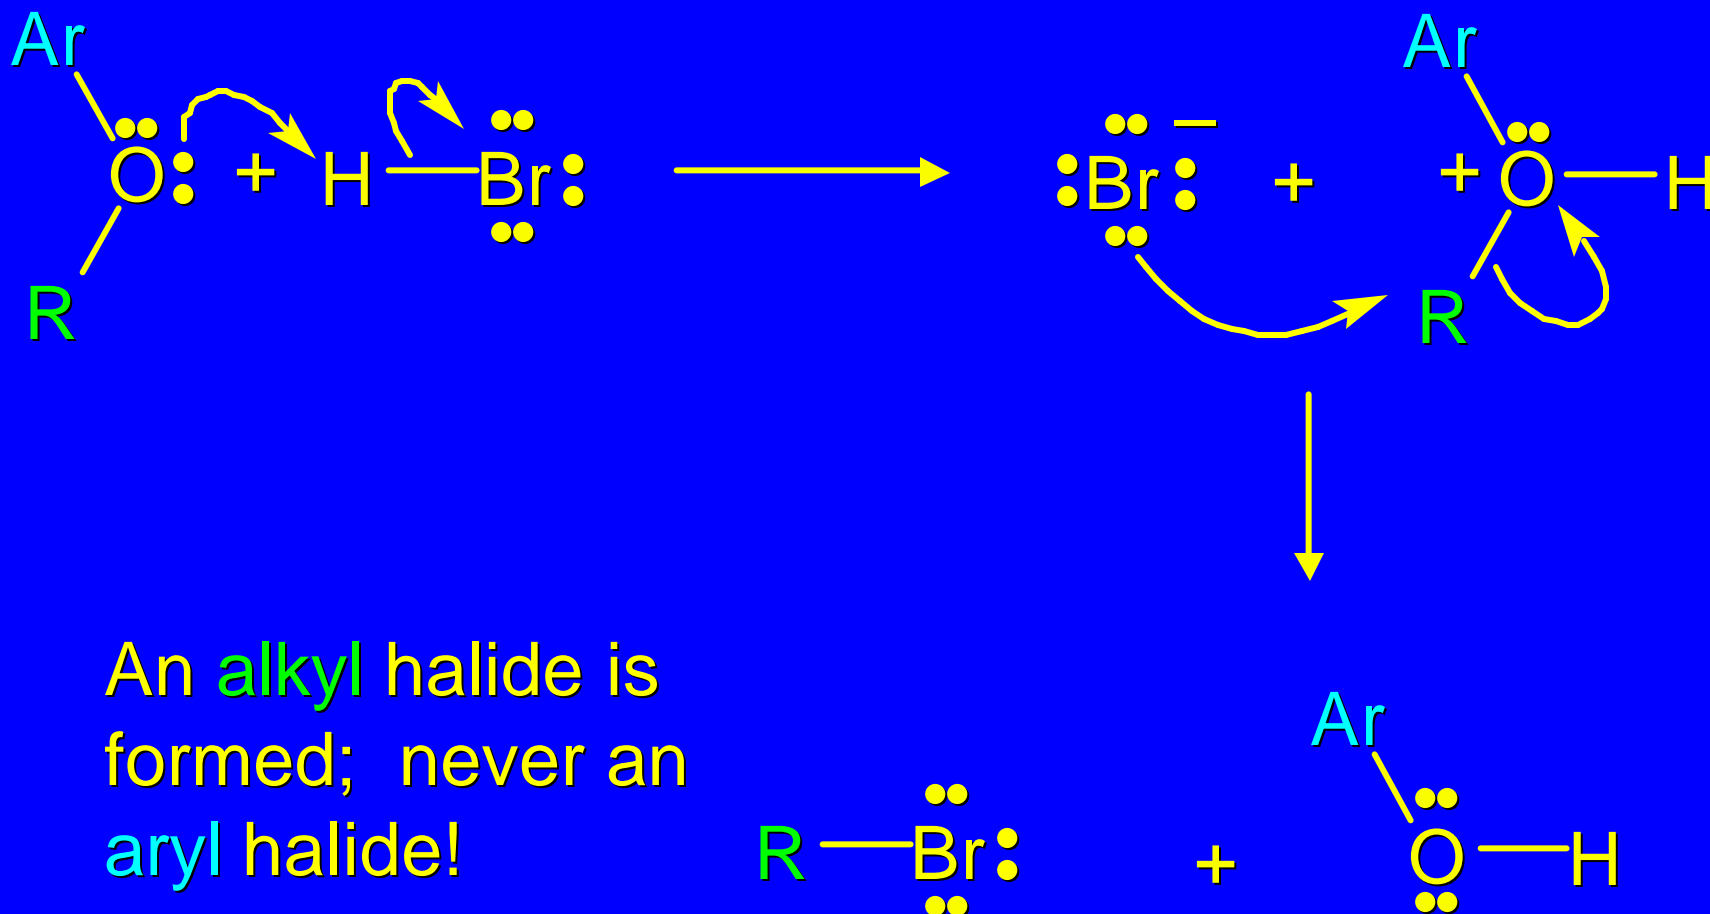 Ar Ar
O + H Br Br − + + O H
R R
An alkyl halide is
formed; never an
aryl halide!
Ar
R Br + O H